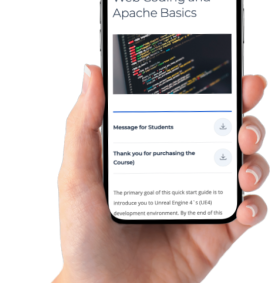 Web Coding and
Apache Basics
Message for Students
Thank you for purchasing the
Course)
The primary goal of this quick start guide is to
introduce you to Unreal Engine 4`s (UE4)
development environment. By the end of this